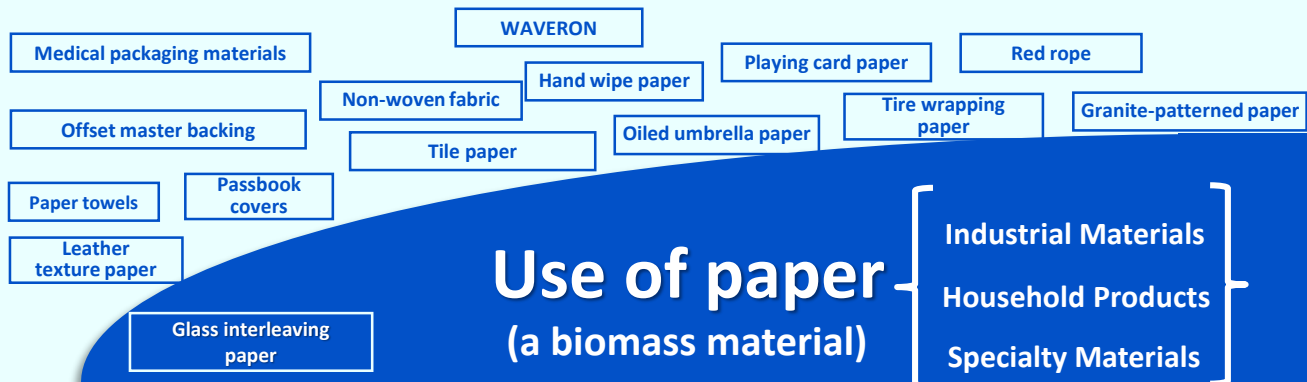 WAVERON
Medical packaging materials
Playing card paper
Red rope
Hand wipe paper
Non-woven fabric
Tire wrapping
paper
Granite-patterned paper
Offset master backing
Oiled umbrella paper
Tile paper
Paper towels
Passbook
covers
Leather
texture paper
Glass interleaving
paper
Use of paper
(a biomass material)
Industrial Materials
Household Products
Specialty Materials